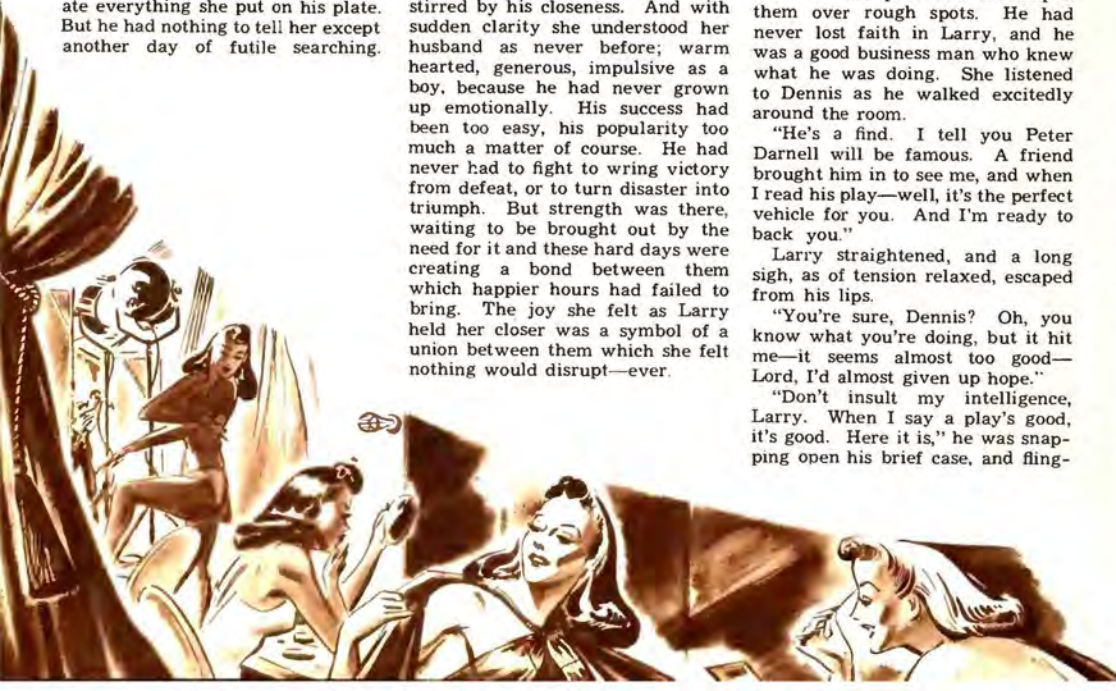 ate everything she put on his plate.
But he had nothing to tell her except
another day of futile searching.
stirred by his closeness. And with
sudden clarity she understood her
husband as never before; warm
hearted, generous, impulsive as a
boy, because he had never grown
up emotionally. His success had
been too easy, his popularity too
much a matter of course. He had
never had to fight to wring victory
from defeat, or to turn disaster into
triumph. But strength was there,
waiting to be brought out by the
need for it and these hard days were
creating a bond between them
which happier hours had failed to
bring. The joy she felt as Larry
held her closer was a symbol of a
union between them which she felt
nothing would disrupt—ever.
them over rough spots. He had
never lost faith in Larry, and he
was a good business man who knew
what he was doing. She listened
to Dennis as he walked excitedly
around the room.
"He's a find. I tell you Peter
Darnell will be famous. A friend
brought him in to see me, and when
I read his play—well, it's the perfect
vehicle for you. And I'm ready to
back you."
Larry straightened, and a long
sigh, as of tension relaxed, escaped
from his lips.
"You're sure, Dennis? Oh, you
know what you're doing, but it hit
me—it seems almost too good—
Lord, I'd almost given up hope."
"Don't insult my intelligence,
Larry. When I say a play's good,
it's good. Here it is," he was snap-
ping open his brief case, and fling-